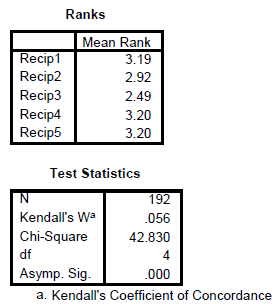 Ranks
Mean Rank
Recip1 3.19
Recip2 2.92
Recip3 2.49
Recip4 3.20
Recip5 3.20
Test Statistics
N 192
Kendall's Wa .056
Chi-Square 42.830
df 4
Asymp. Sig. .000
a. Kendall's Coefficient of Concordance